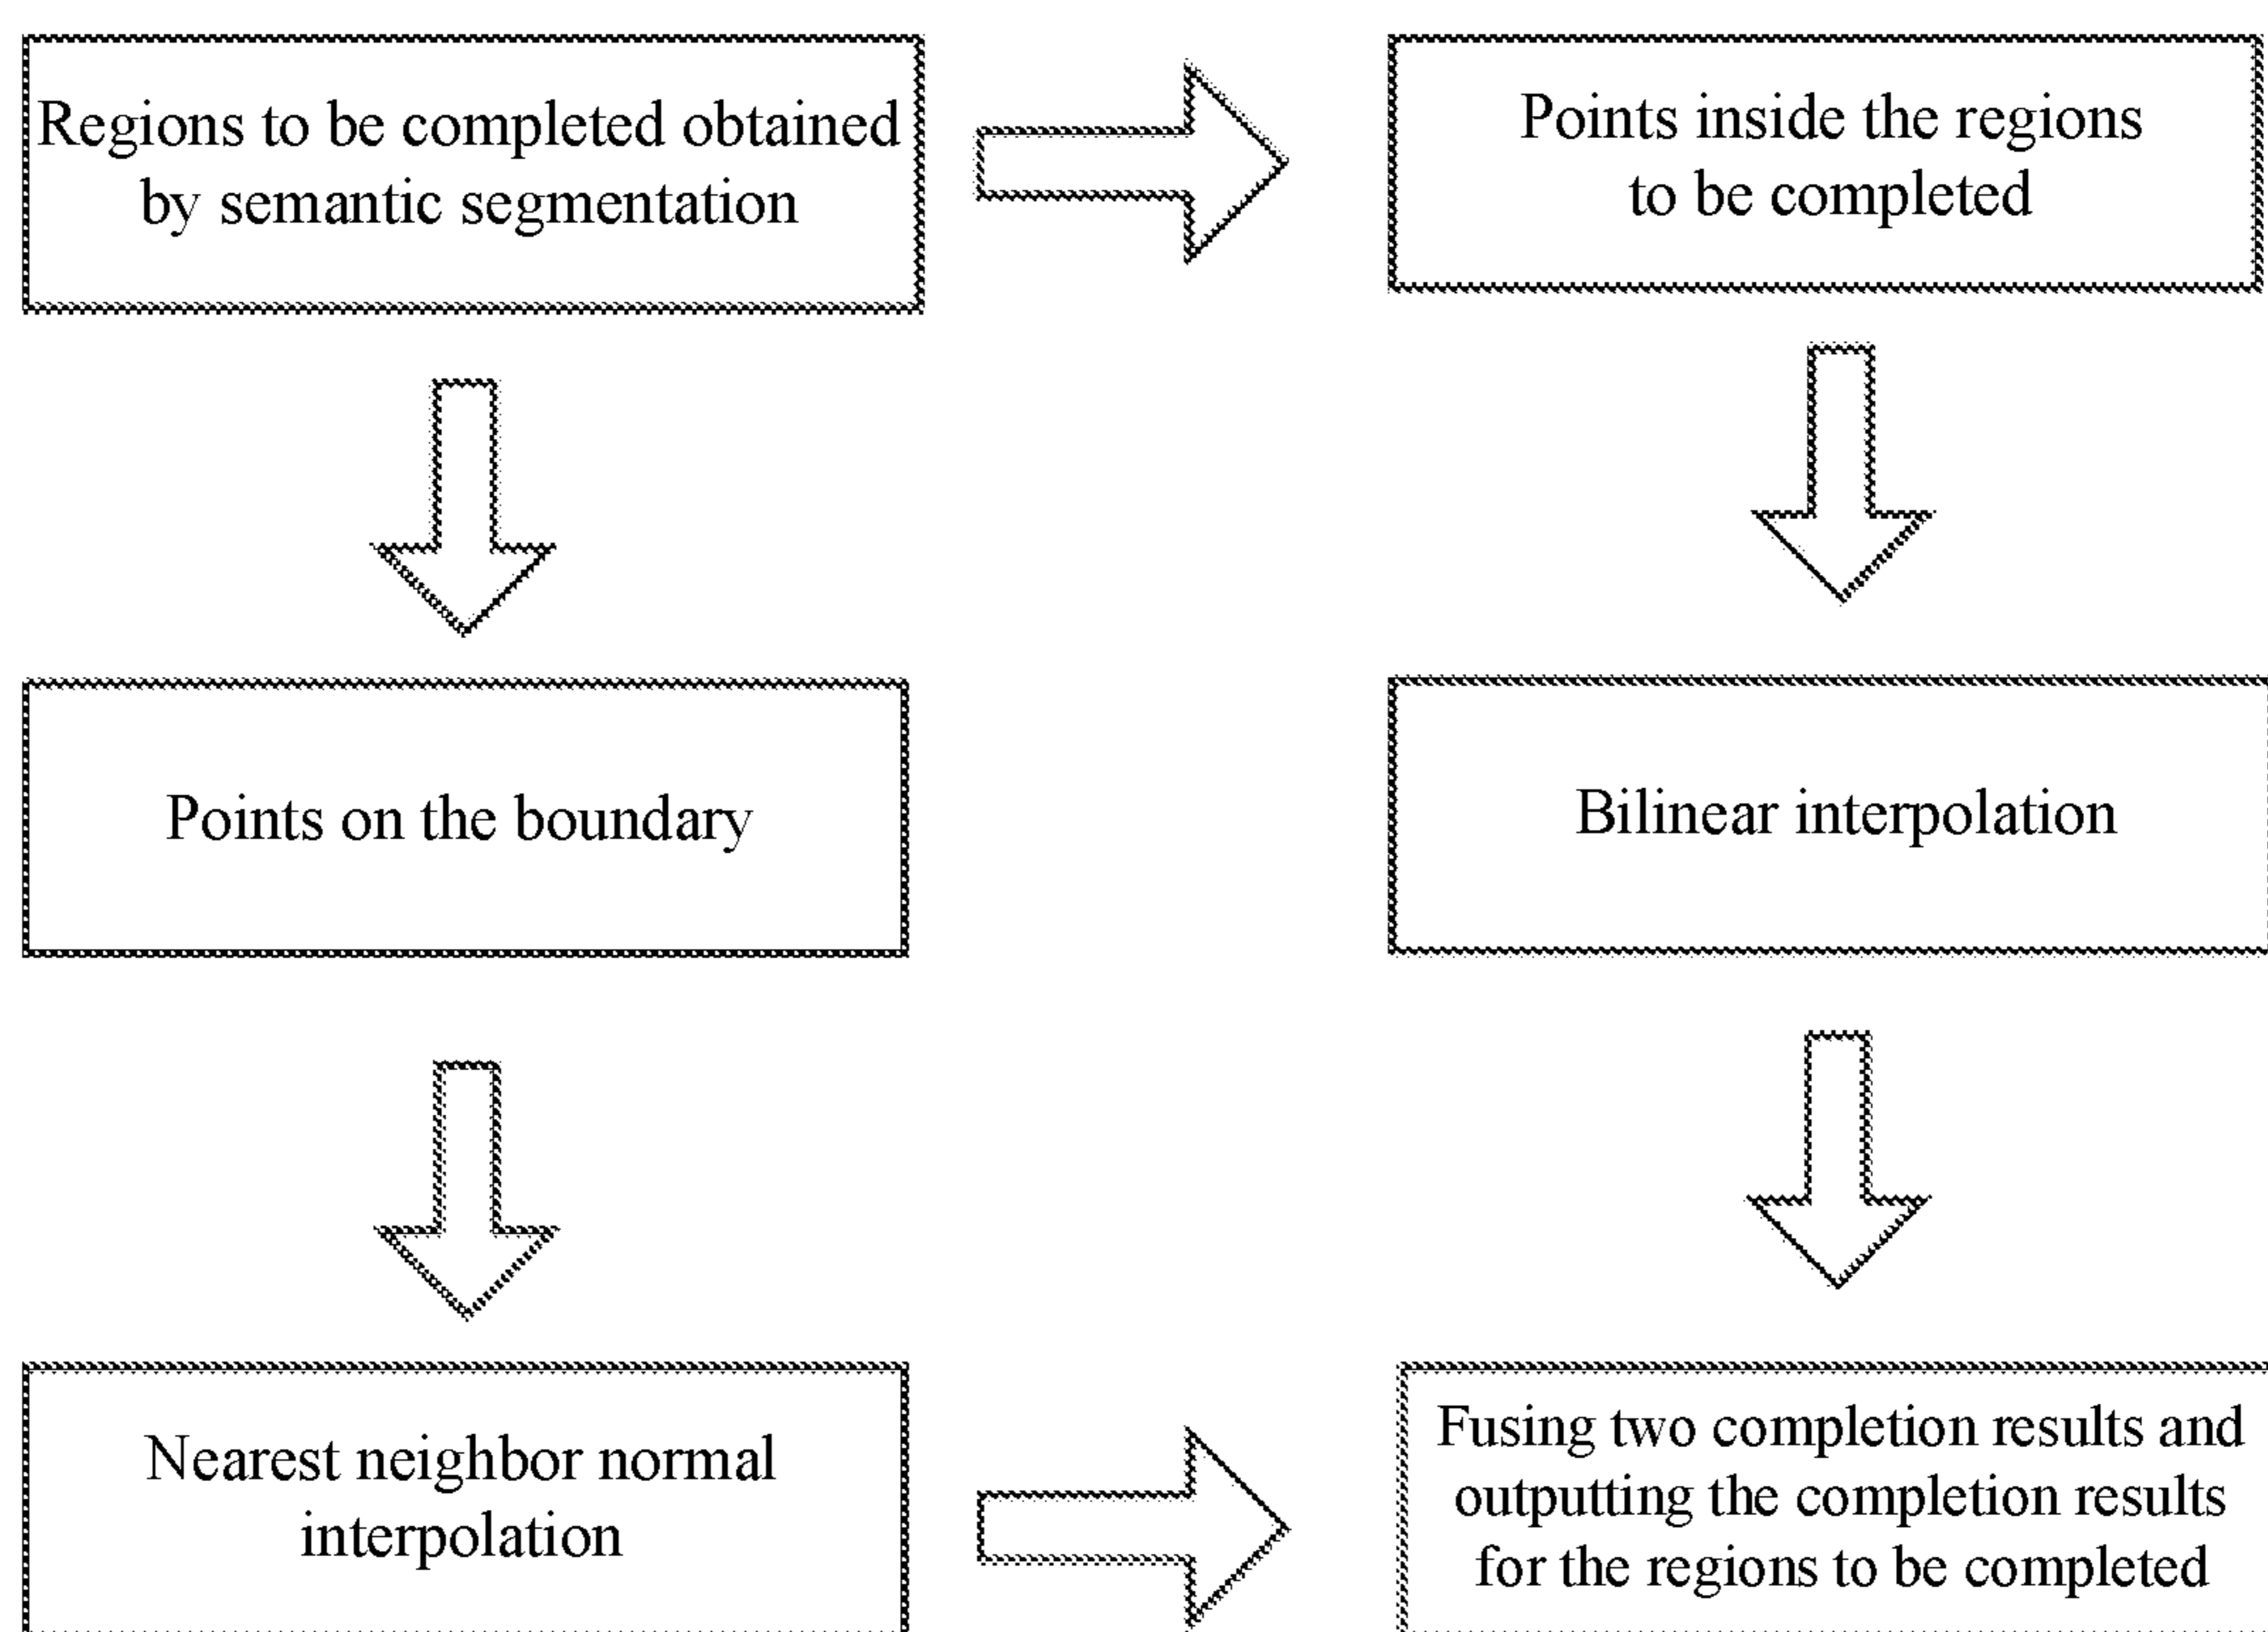 Regions to be completed obtained
by semantic segmentation
Points inside the regions
to be completed
Points on the boundary
Bilinear interpolation
Nearest neighbor normal
interpolation
Fusing two completion results and
outputting the completion results
for the regions to be completed